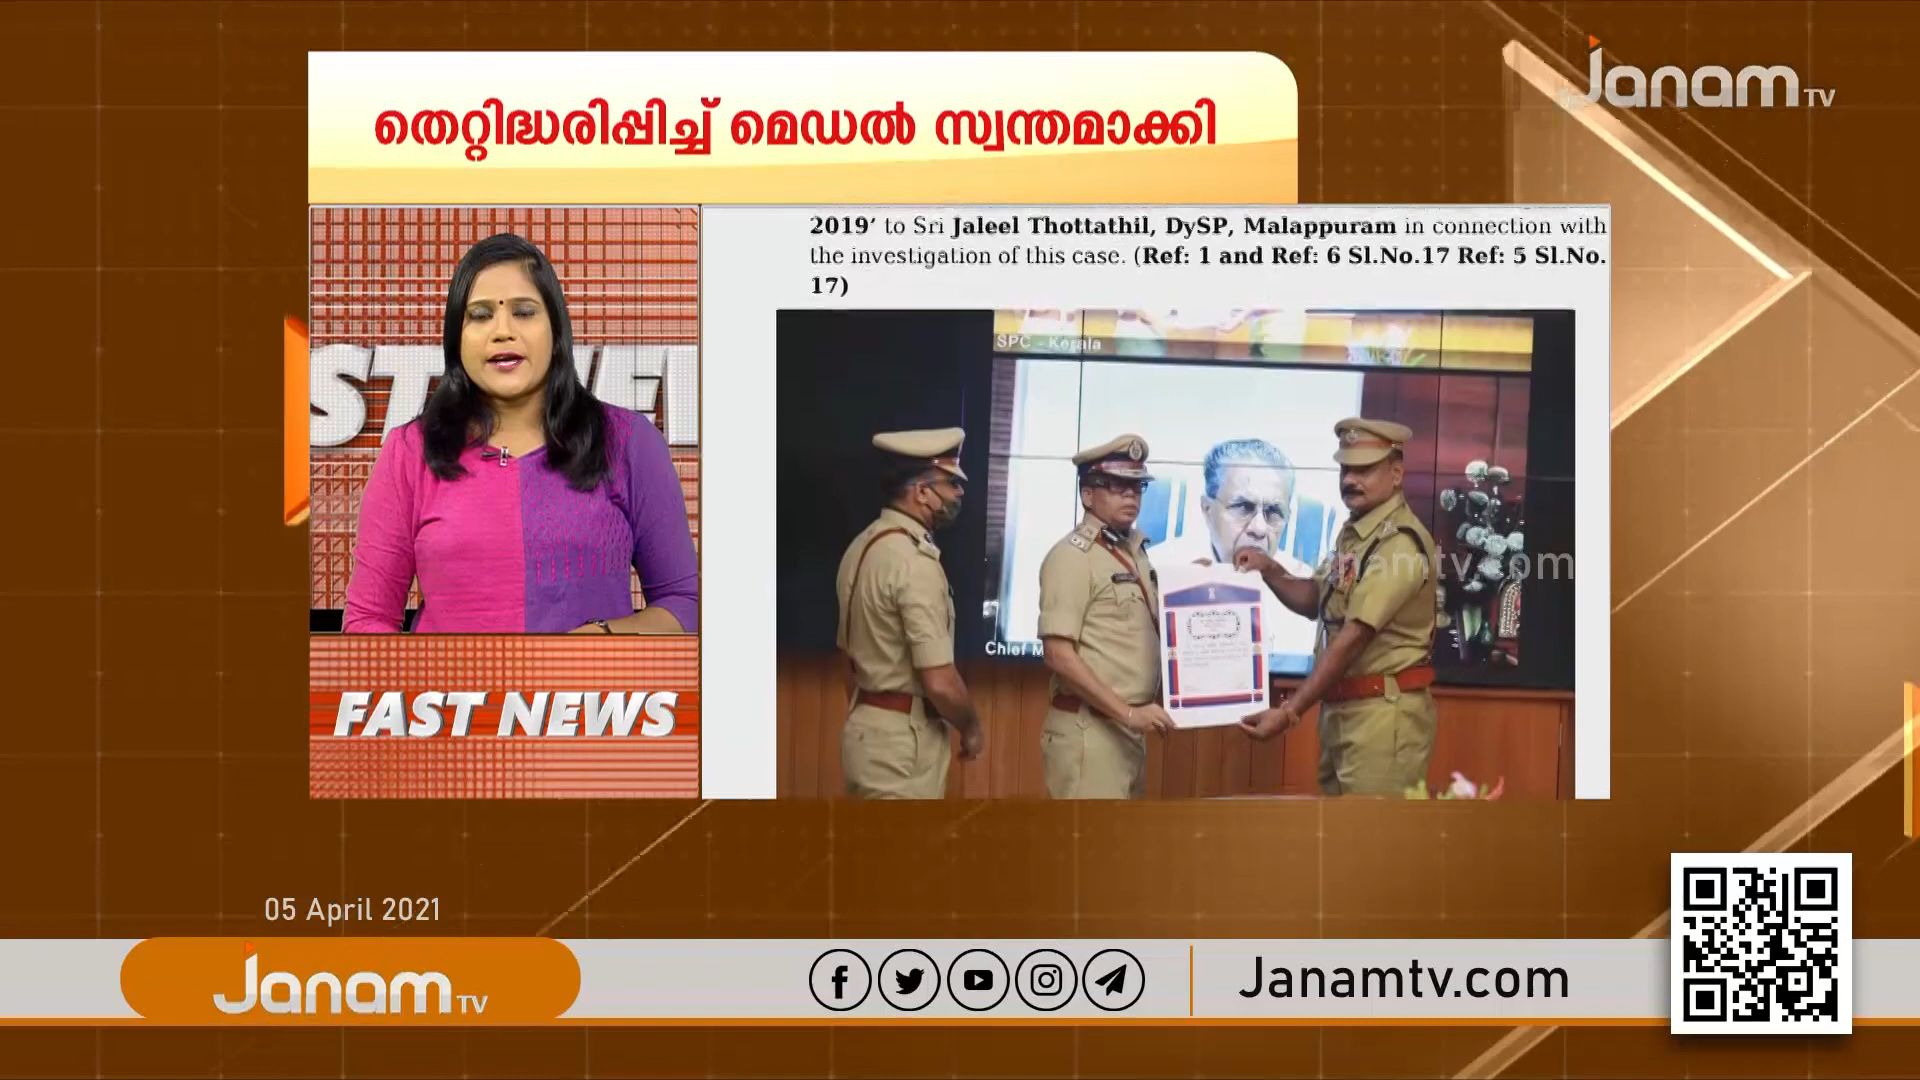 Janam TV
തെറ്റിദ്ധരിപ്പിച്ച് മെഡൽ സ്വന്തമാക്കി
2019’ to Sri Jaleel Thottathil, DySP, Malappuram in connection with
the investigation of this case. (Ref: 1 and Ref: 6 Sl.No.17 Ref: 5 Sl.No.
17)
SPC - Kerala
Janamtv.com
Chief M
FAST NEWS
05 April 2021
Janam TV
Janamtv.com